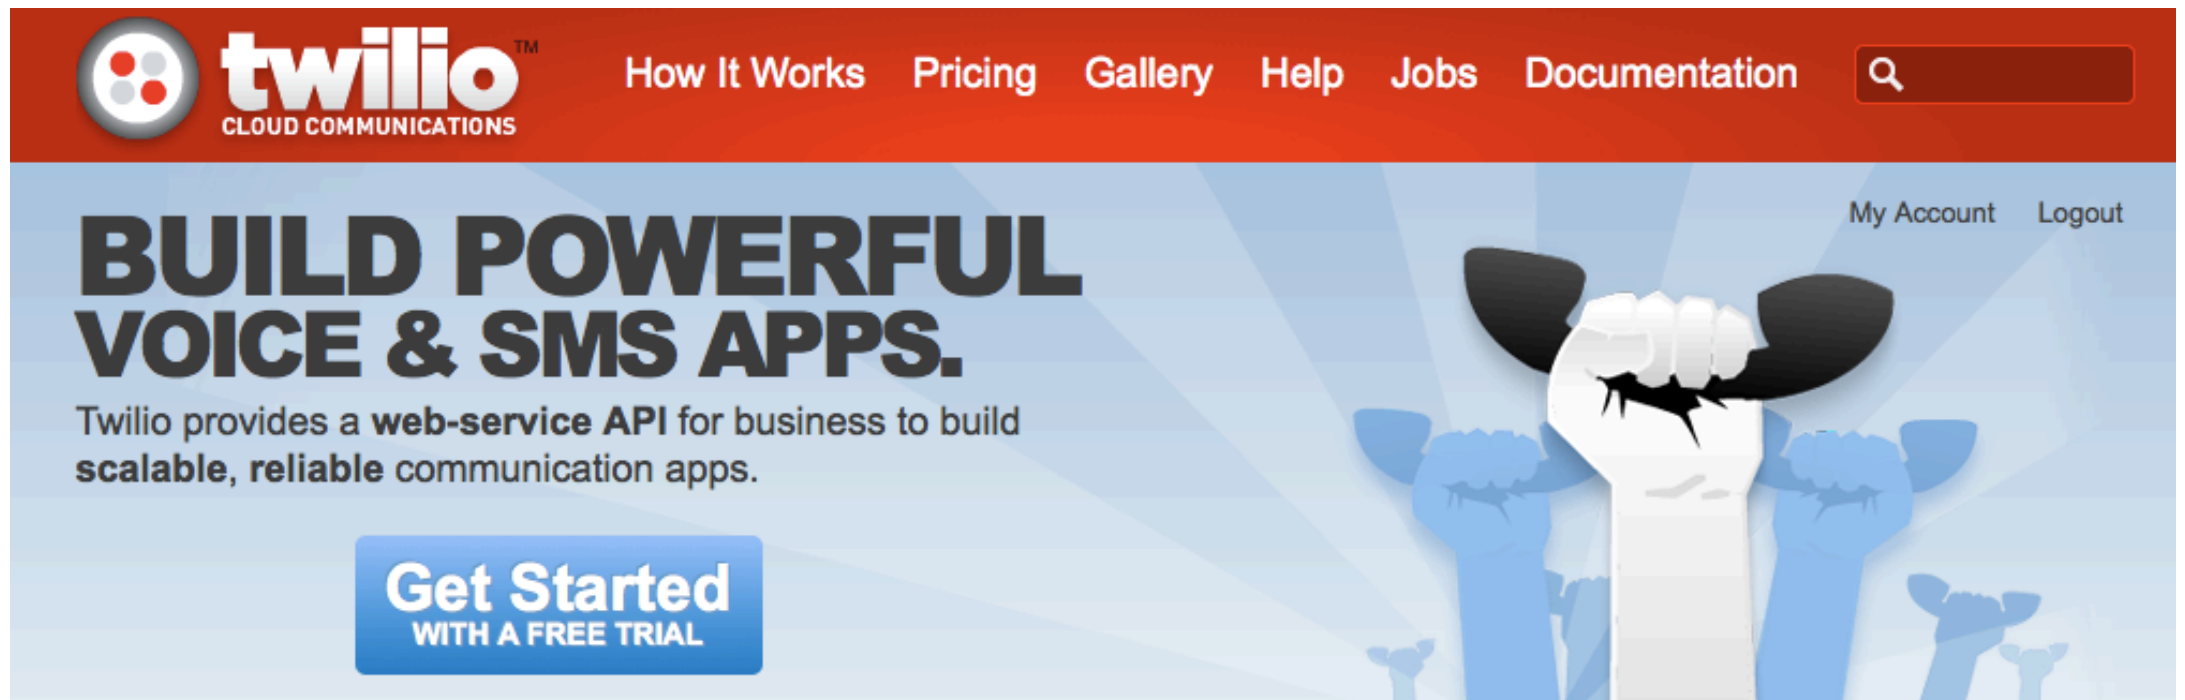 twilio™
CLOUD COMMUNICATIONS
How It Works
Pricing
Gallery
Help
Jobs
Documentation
My Account
Logout
BUILD POWERFUL
VOICE & SMS APPS.
Twilio provides a web-service API for business to build
scalable, reliable communication apps.
Get Started
WITH A FREE TRIAL